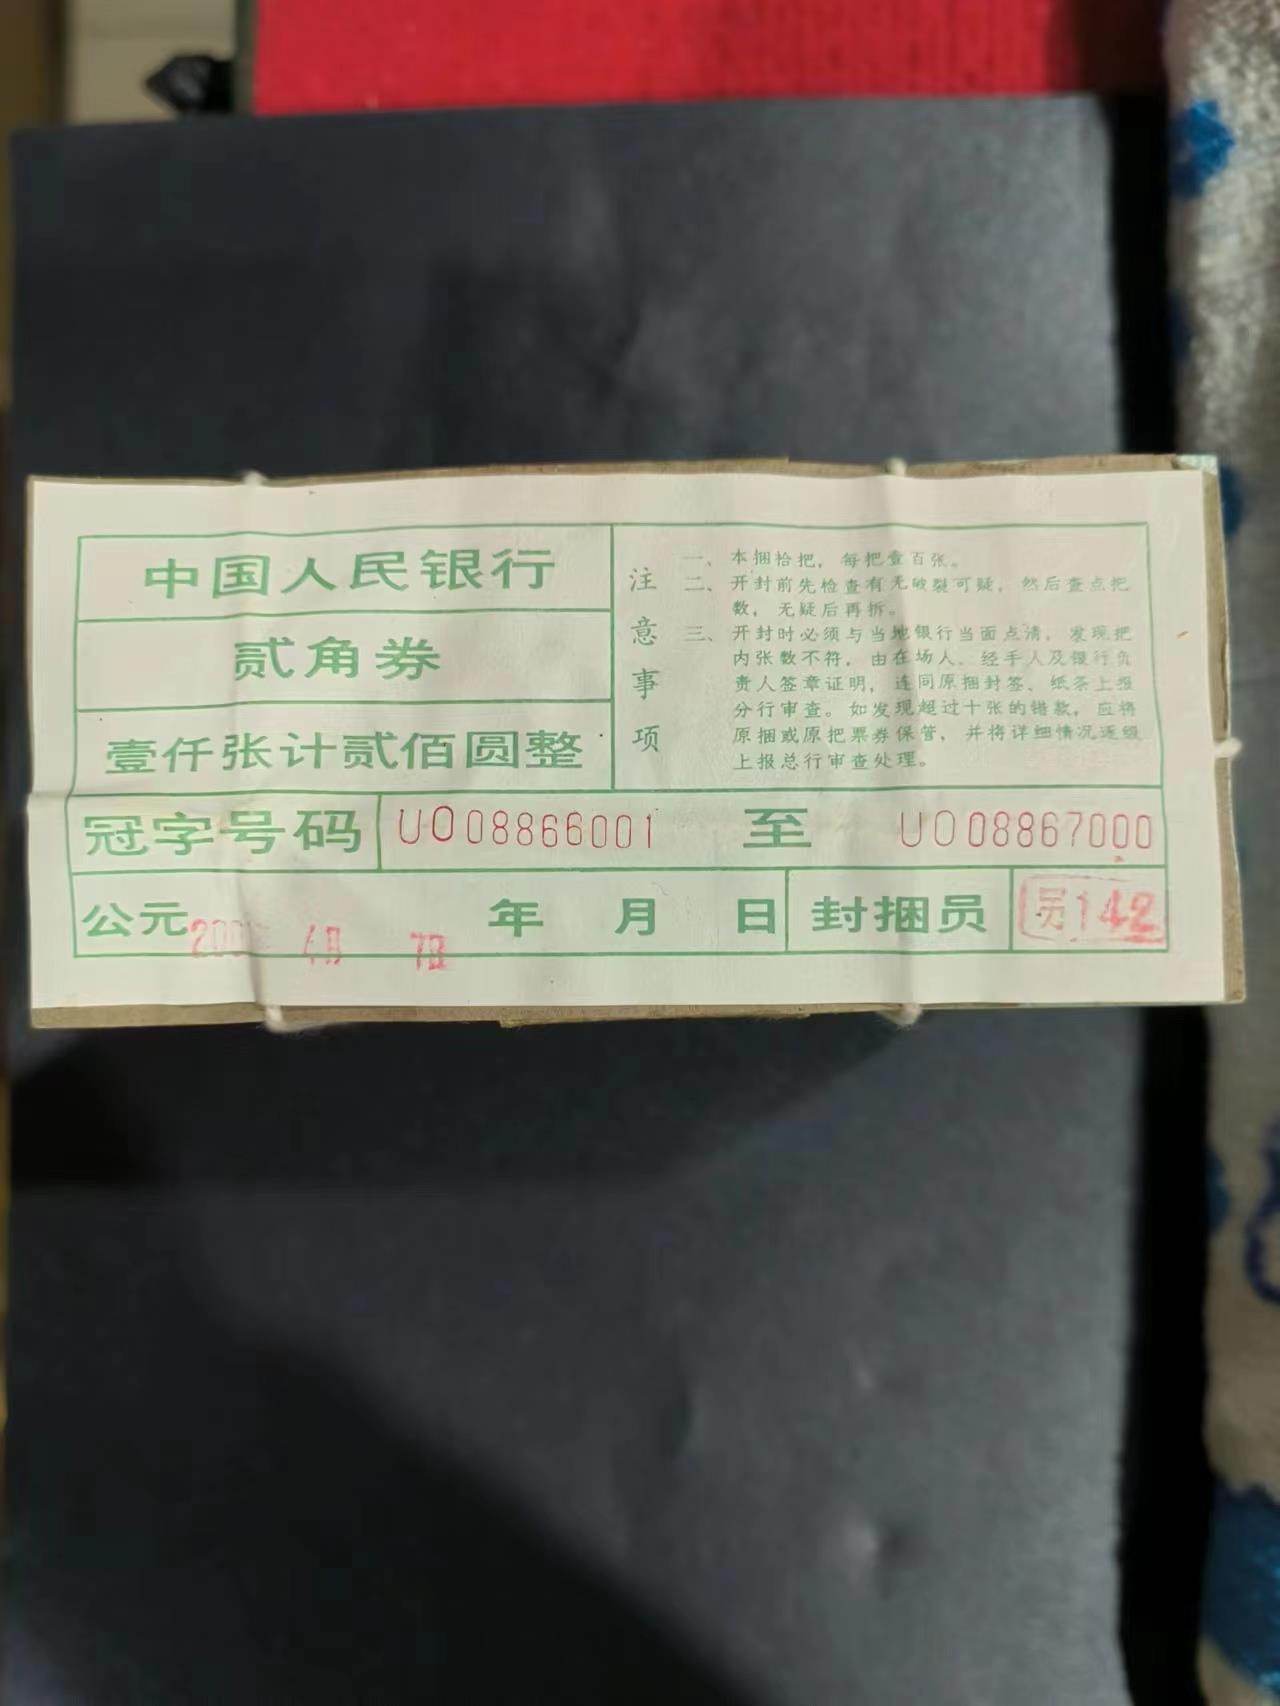 中国人民银行
贰角券
壹仟张计贰佰圆整
注意事项
一、本捆拾把，每把壹百张。
二、开封前先检查有无破裂可疑，然后查点把
数，无疑后再拆。
三、开封时必须与当地银行当面点清，发现把
内张数不符，由在场人、经手人及银行负
责人签章证明，连同原捆封签、纸条上报
分行审查。如发现超过十张的错款，应将
原捆或原把票券保管，并将详细情况逐级
上报总行审查处理。
冠字号码 UO08866001 至 UO08867000
公元 年 月 日 封捆员 员142
4月 7日